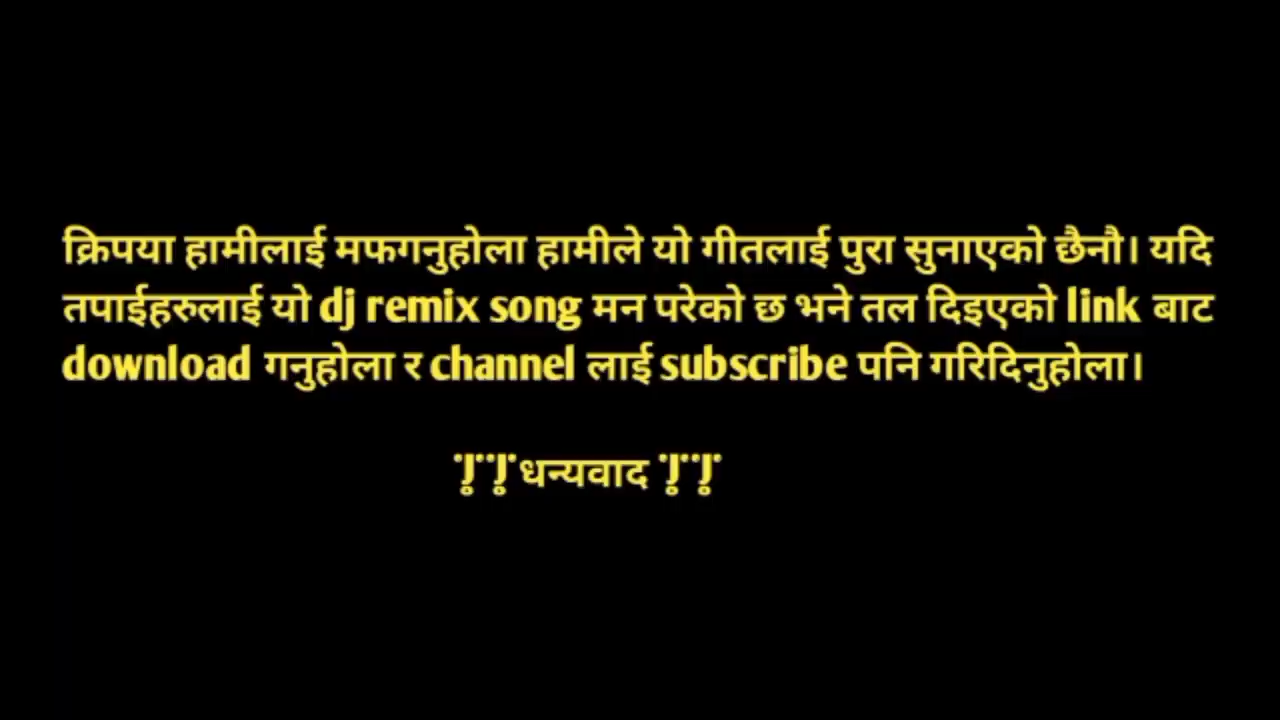 क्रिपया हामीलाई मफगनुहोला हामीले यो गीतलाई पुरा सुनाएको छैनौ। यदि
तपाईहरुलाई यो dj remix song मन परेको छ भने तल दिइएको link बाट
download गनुहोला र channel लाई subscribe पनि गरिदिनुहोला।
धन्यवाद